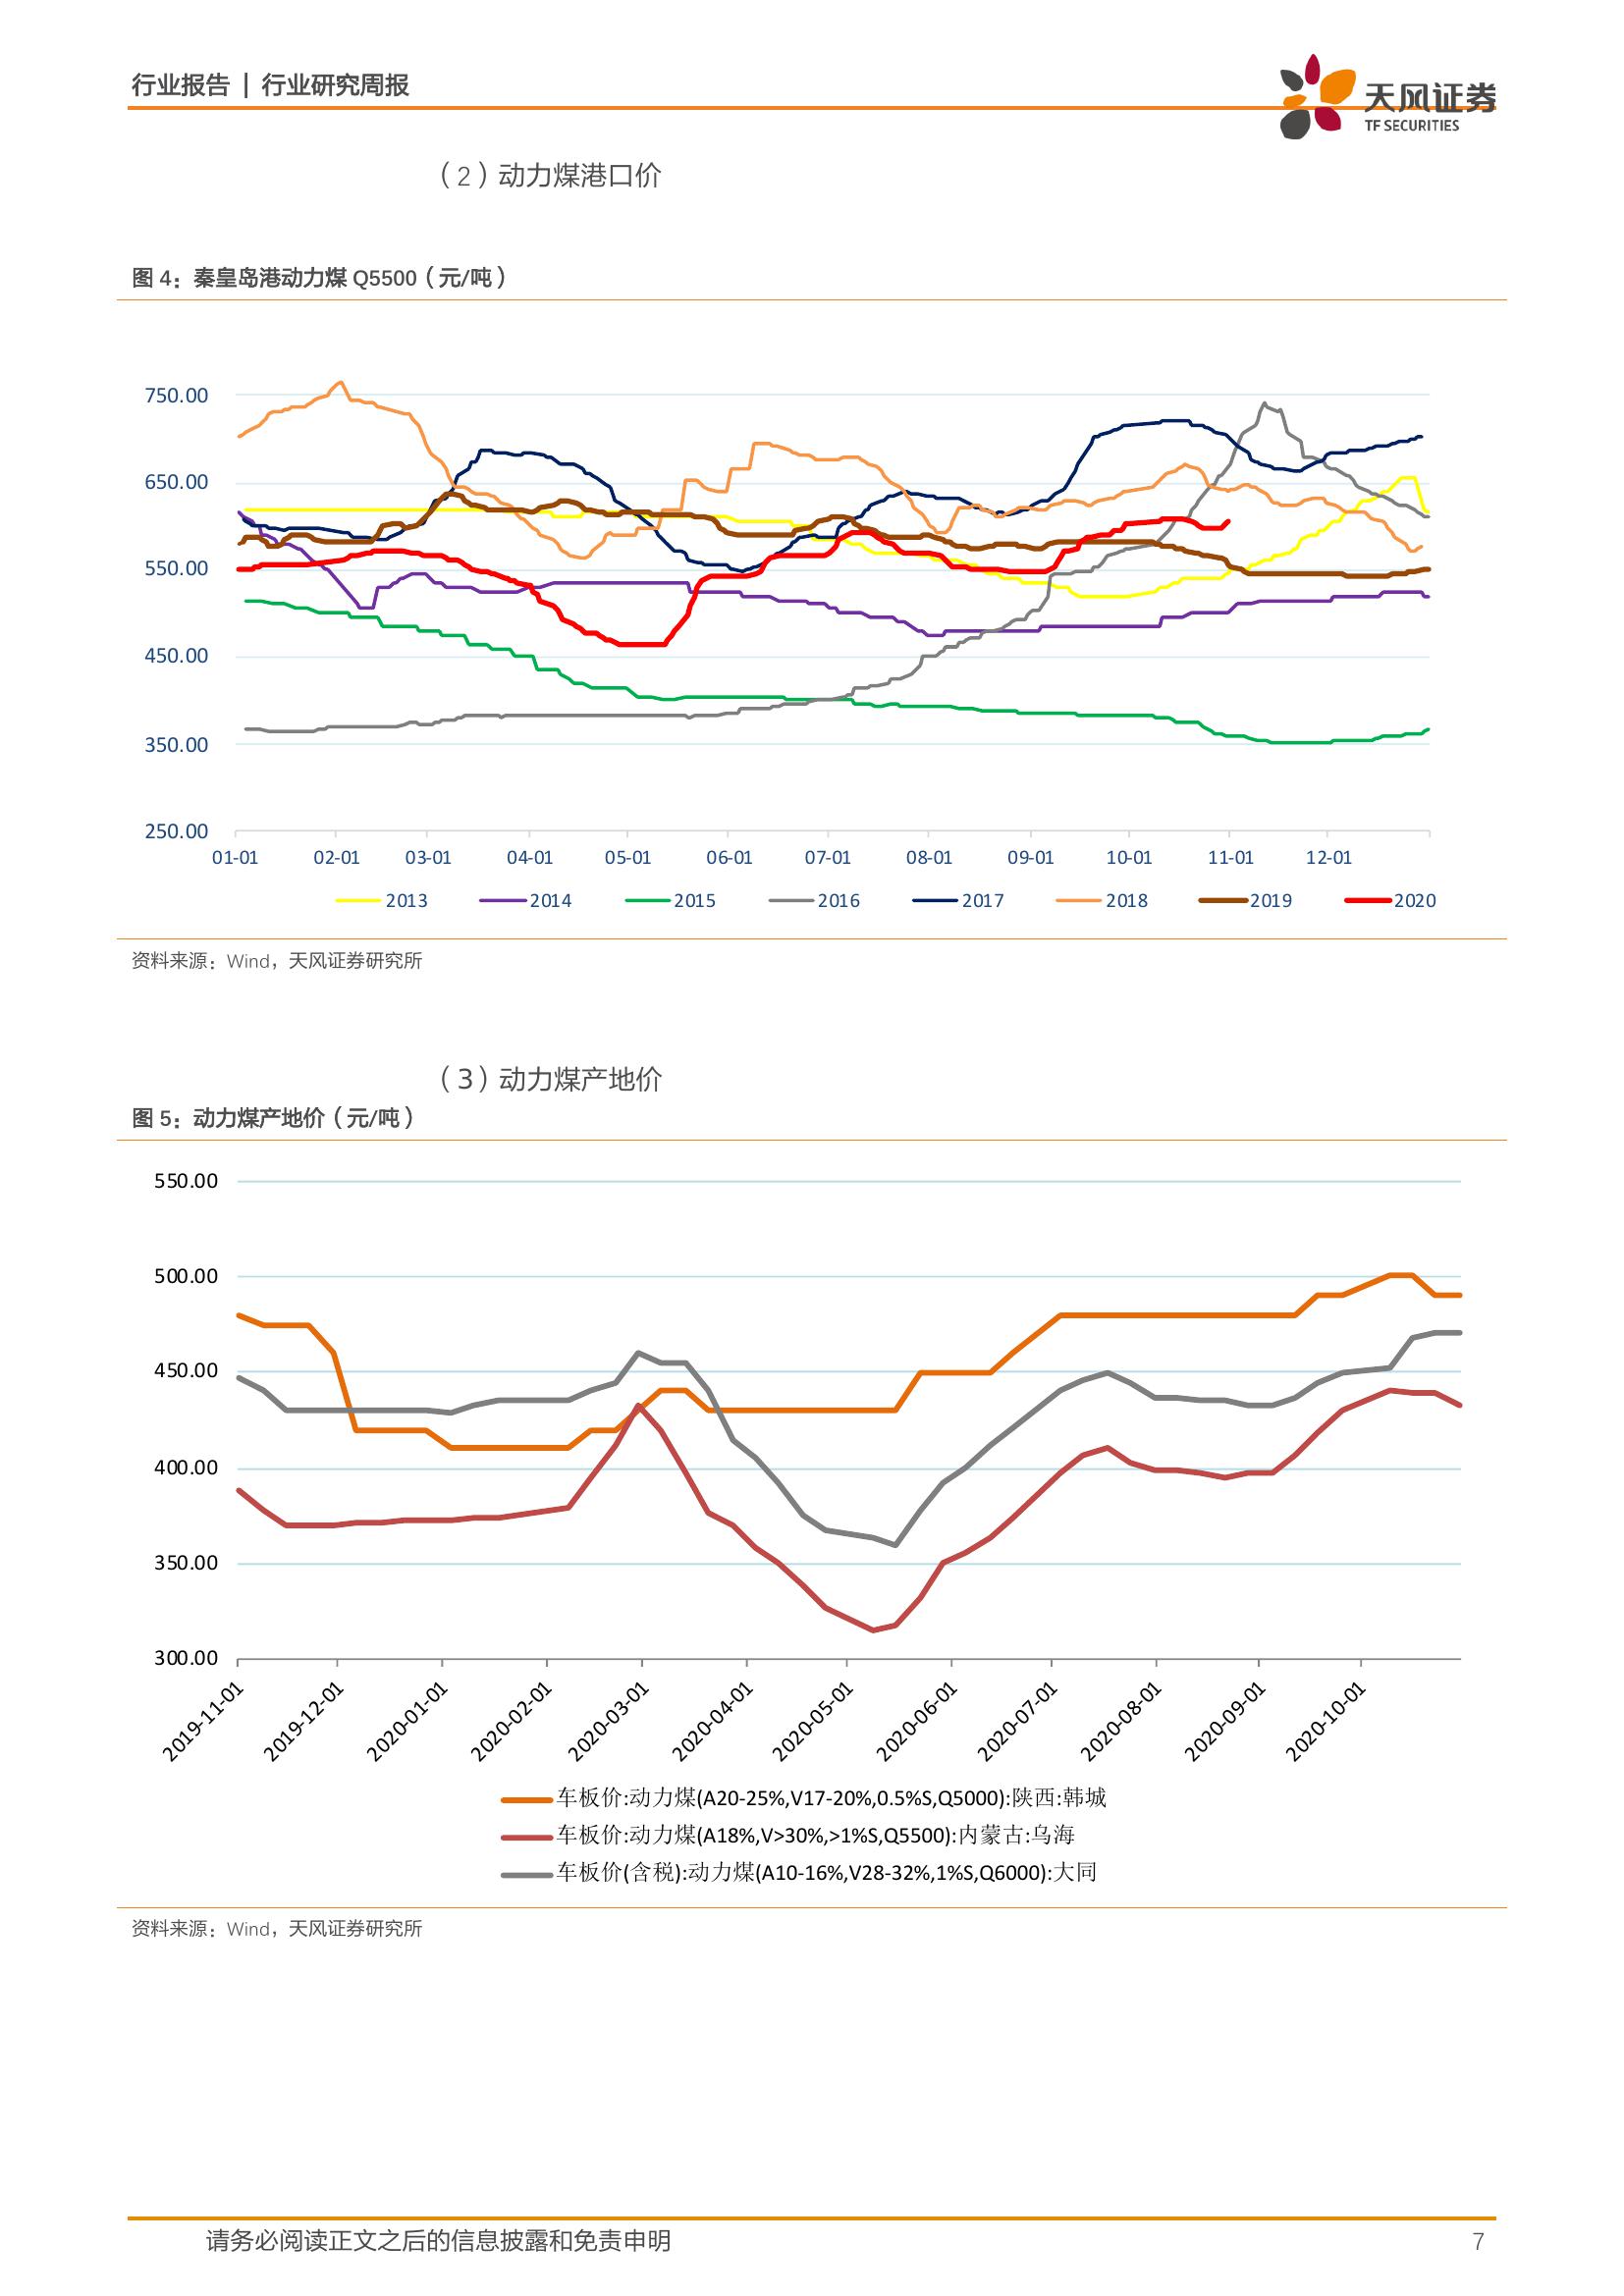 行业报告 | 行业研究周报
天风证券
TF SECURITIES
（2）动力煤港口价
图 4：秦皇岛港动力煤 Q5500（元/吨）
750.00
650.00
550.00
450.00
350.00
250.00
01-01 02-01 03-01 04-01 05-01 06-01 07-01 08-01 09-01 10-01 11-01 12-01
2013 2014 2015 2016 2017 2018 2019 2020
资料来源：Wind，天风证券研究所
（3）动力煤产地价
图 5：动力煤产地价（元/吨）
550.00
500.00
450.00
400.00
350.00
300.00
2019-11-01 2019-12-01 2020-01-01 2020-02-01 2020-03-01 2020-04-01 2020-05-01 2020-06-01 2020-07-01 2020-08-01 2020-09-01 2020-10-01
车板价:动力煤(A20-25%,V17-20%,0.5%S,Q5000):陕西:韩城
车板价:动力煤(A18%,V>30%,>1%S,Q5500):内蒙古:乌海
车板价(含税):动力煤(A10-16%,V28-32%,1%S,Q6000):大同
资料来源：Wind，天风证券研究所
请务必阅读正文之后的信息披露和免责申明 7